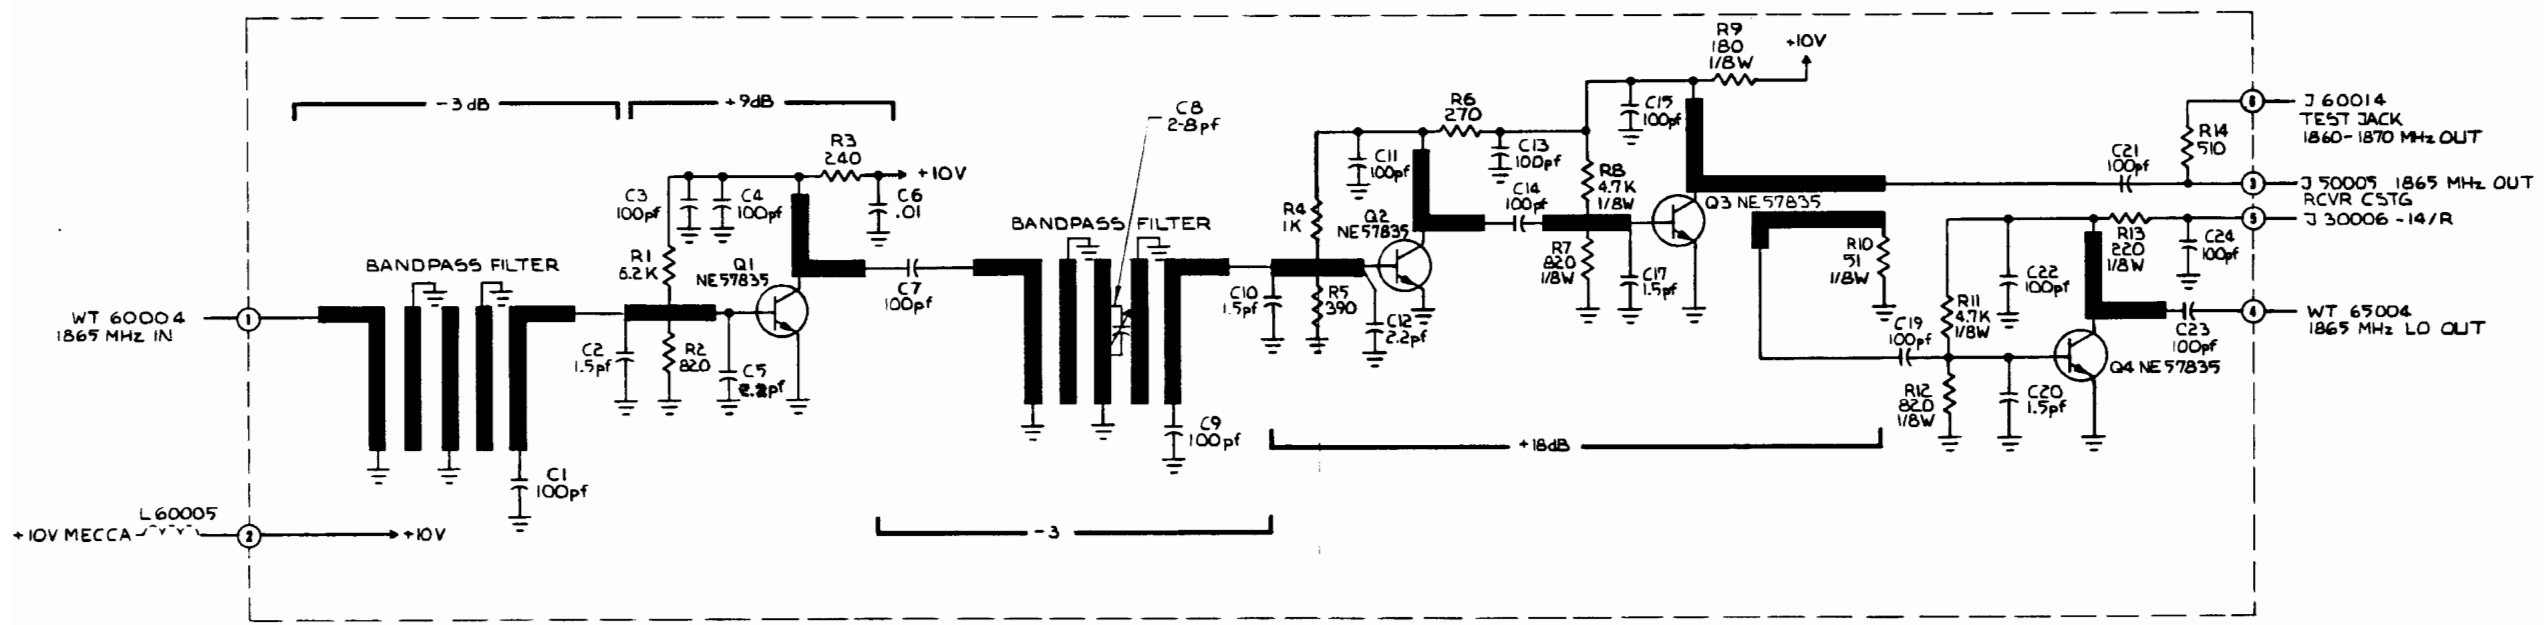 -3dB
+9dB
C8
2-8pf
R9
180
1/8W
+10V
R3
240
+10V
C3
100pf
C4
100pf
C6
.01
R1
6.2K
Q1
NE57835
BANDPASS FILTER
WT 60004
1865 MHz IN
1
C2
1.5pf
R2
820
C5
2.2pf
C1
100pf
+10V MECCA
L60005
2
+10V
C7
100pf
BANDPASS FILTER
C9
100pf
-3
C10
1.5pf
R4
1K
R5
390
C11
100pf
Q2
NE57835
C12
2.2pf
R6
270
C13
100pf
C14
100pf
C15
100pf
R8
4.7K
1/8W
R7
820
1/8W
C17
1.5pf
Q3 NE57835
+18dB
R10
51
1/8W
C19
100pf
R11
4.7K
1/8W
R12
820
1/8W
C22
100pf
C20
1.5pf
Q4 NE57835
R13
220
1/8W
C24
100pf
C23
100pf
C21
100pf
R14
510
6
J 60014
TEST JACK
1860-1870 MHz OUT
3
J 50005 1865 MHz OUT
RCVR CSTG
5
J 30006-14/R
4
WT 65004
1865 MHz LO OUT